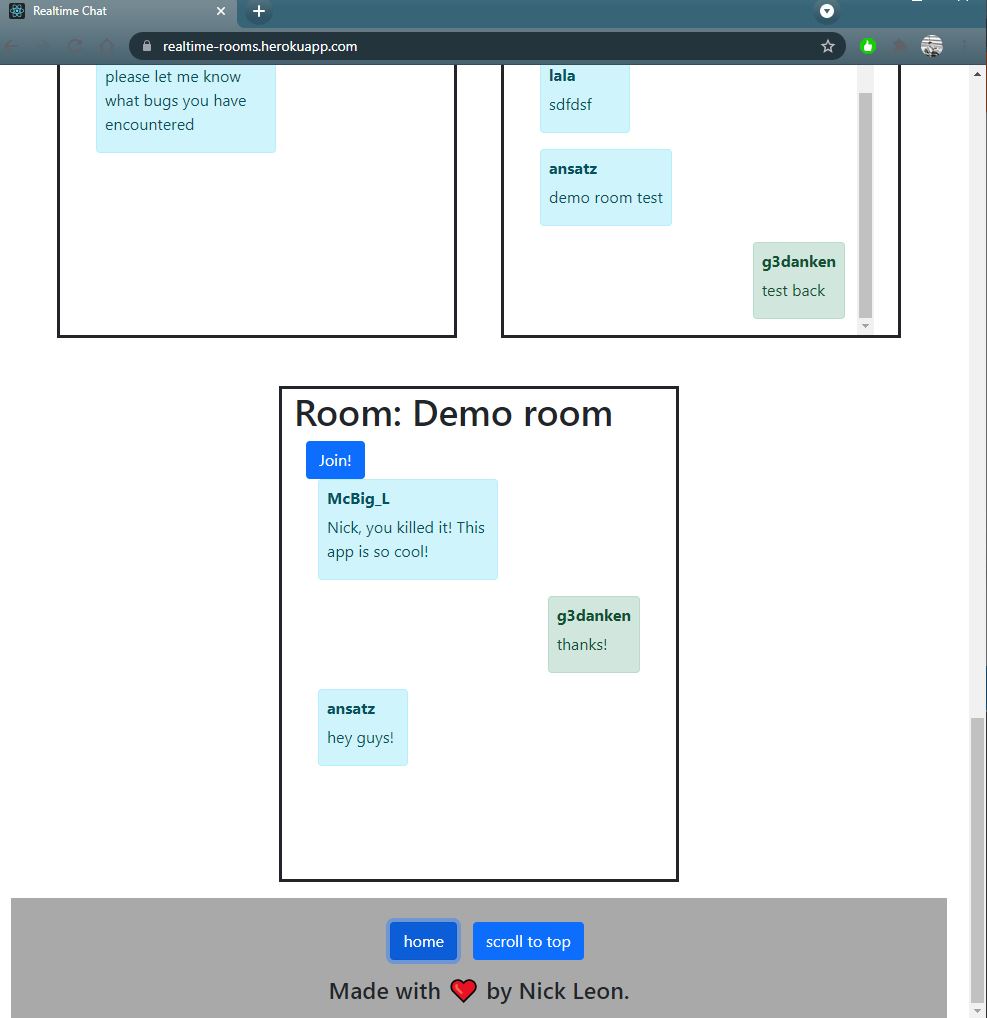 Realtime Chat
realtime-rooms.herokuapp.com
please let me know
what bugs you have
encountered
lala
sdfdsf
ansatz
demo room test
g3danken
test back
Room: Demo room
Join!
McBig_L
Nick, you killed it! This
app is so cool!
g3danken
thanks!
ansatz
hey guys!
home
scroll to top
Made with ❤️ by Nick Leon.